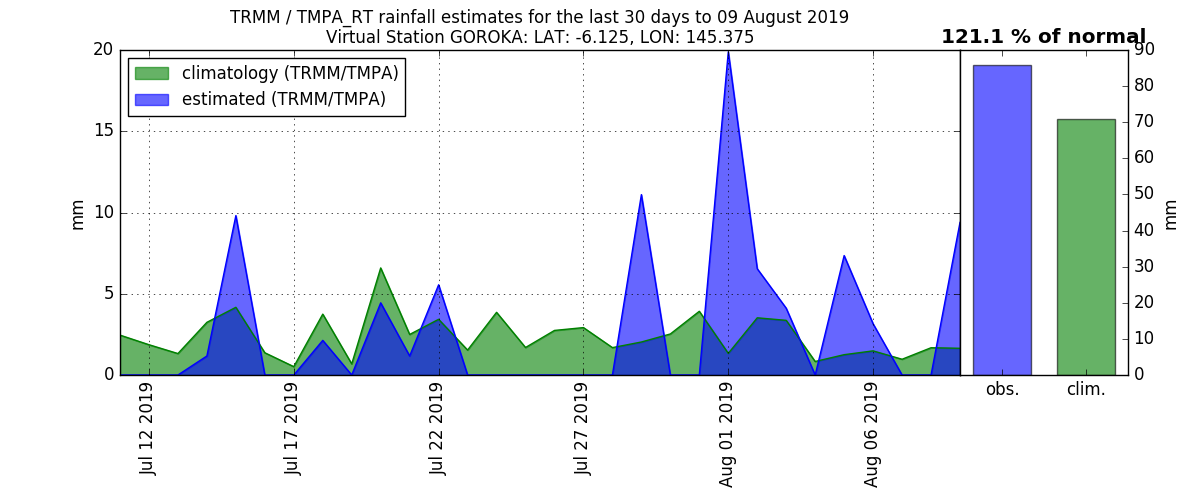 TRMM / TMPA_RT rainfall estimates for the last 30 days to 09 August 2019
Virtual Station GOROKA: LAT: -6.125, LON: 145.375
121.1 % of normal
climatology (TRMM/TMPA)
estimated (TRMM/TMPA)
20
15
10
5
0
mm
90
80
70
60
50
40
30
20
10
0
mm
Jul 12 2019
Jul 17 2019
Jul 22 2019
Jul 27 2019
Aug 01 2019
Aug 06 2019
obs.
clim.